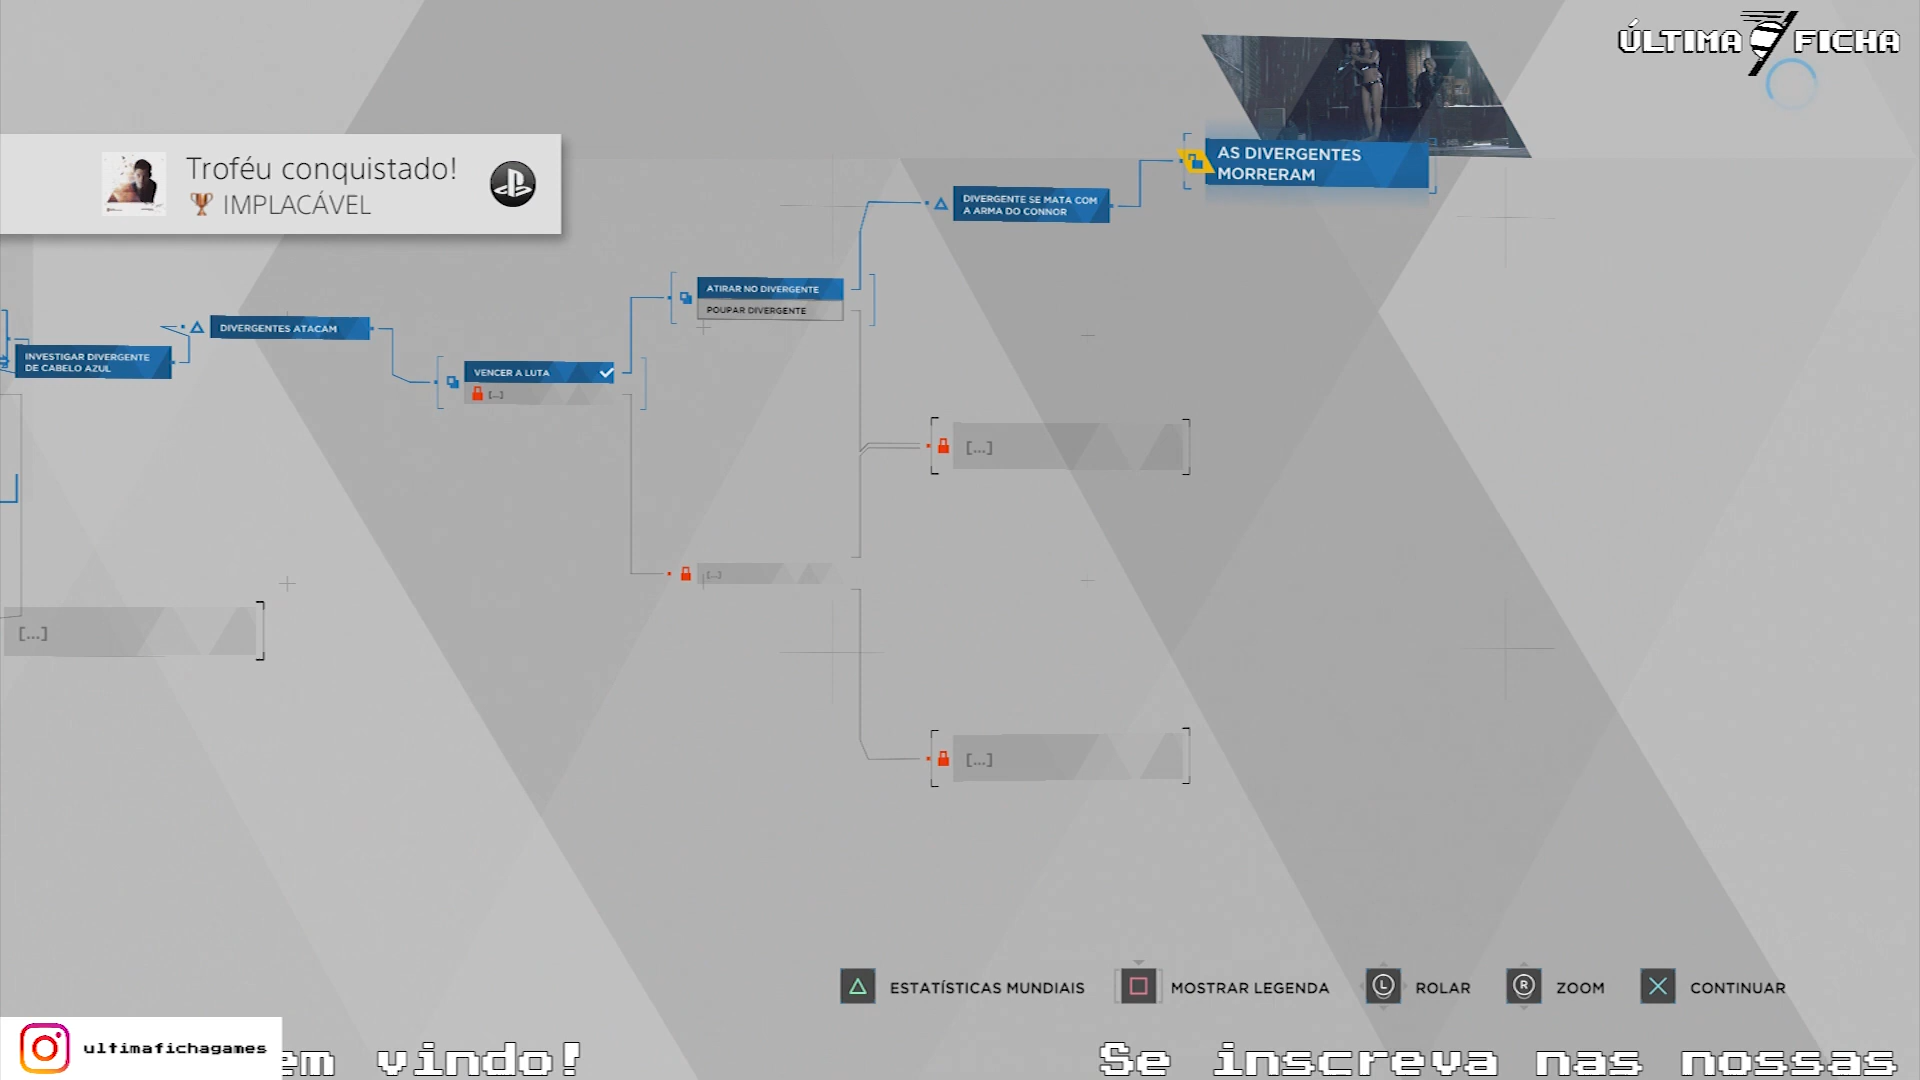 ÚLTIMA FICHA
Troféu conquistado!
IMPLACÁVEL
AS DIVERGENTES
MORRERAM
DIVERGENTE SE MATA COM
A ARMA DO CONNOR
ATIRAR NO DIVERGENTE
POUPAR DIVERGENTE
DIVERGENTES ATACAM
INVESTIGAR DIVERGENTE
DE CABELO AZUL
VENCER A LUTA
[...]
[...]
[...]
[...]
[...]
ESTATÍSTICAS MUNDIAIS
MOSTRAR LEGENDA
L
ROLAR
R
ZOOM
CONTINUAR
ultimafichagames
em vindo!
Se inscreva nas nossas